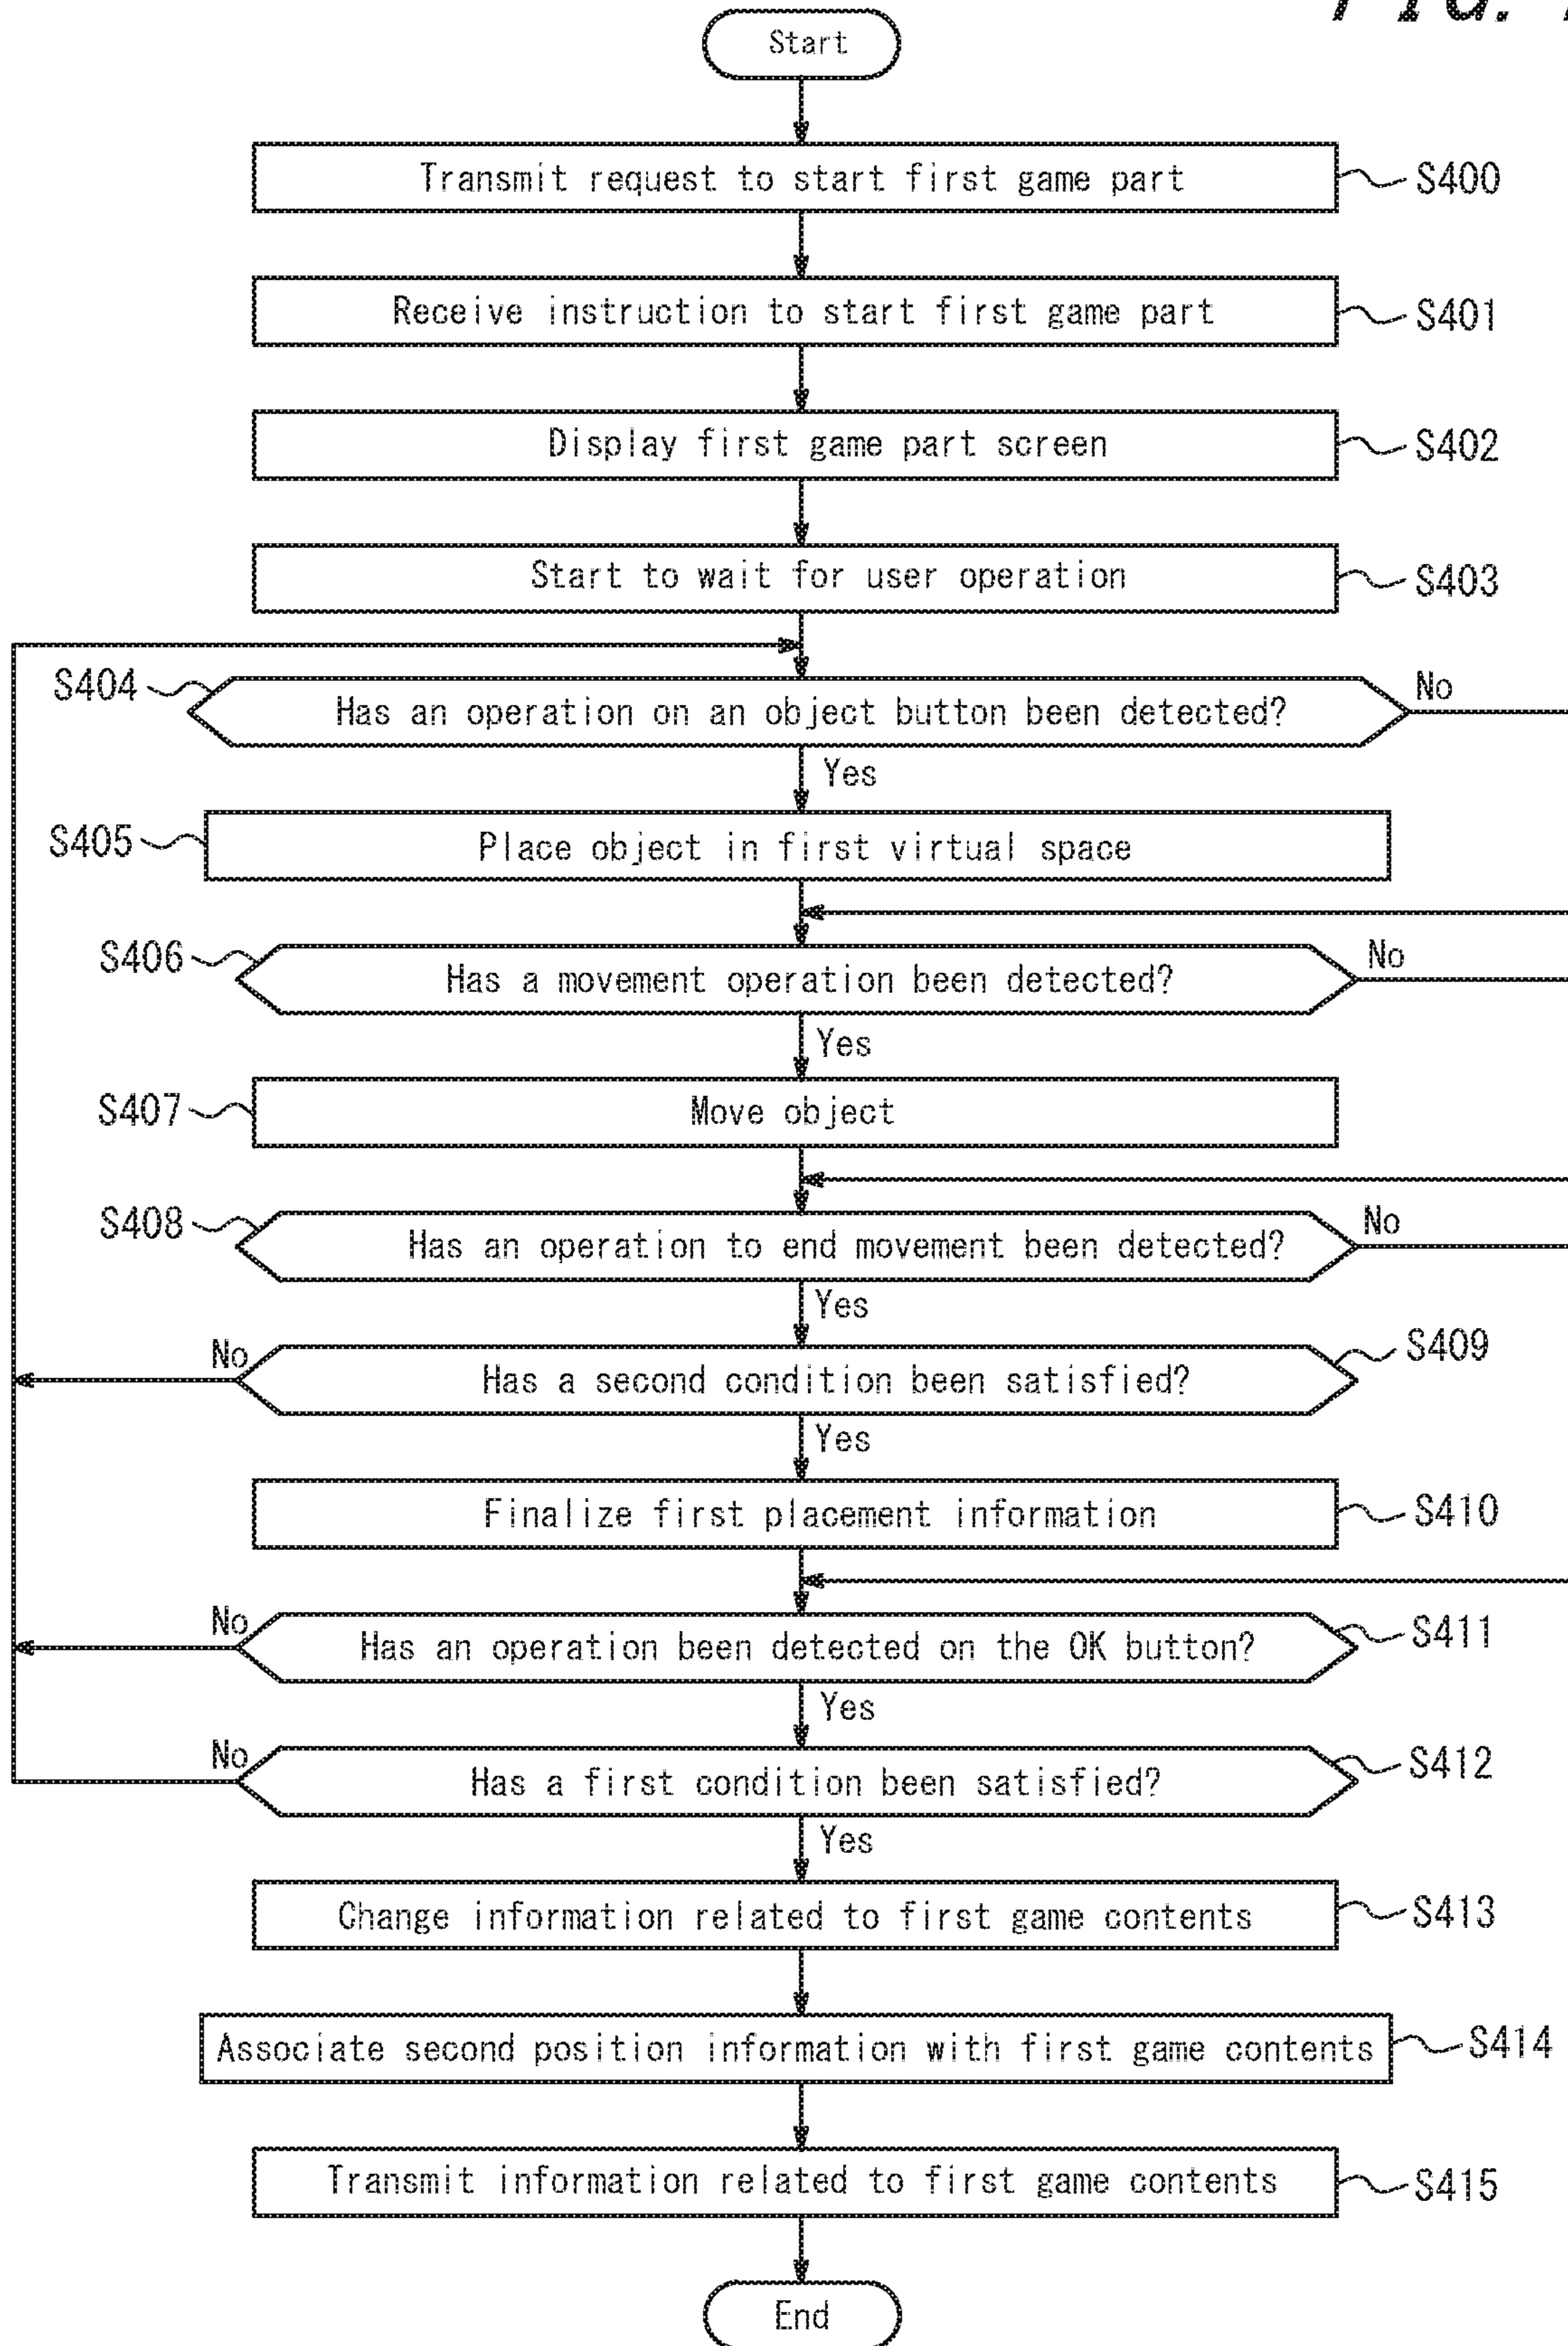 FIG. 1
Start
Transmit request to start first game part
S400
Receive instruction to start first game part
S401
Display first game part screen
S402
Start to wait for user operation
S403
S404
Has an operation on an object button been detected?
No
Yes
S405
Place object in first virtual space
S406
Has a movement operation been detected?
No
Yes
S407
Move object
S408
Has an operation to end movement been detected?
No
Yes
No
Has a second condition been satisfied?
S409
Yes
Finalize first placement information
S410
No
Has an operation been detected on the OK button?
S411
Yes
No
Has a first condition been satisfied?
S412
Yes
Change information related to first game contents
S413
Associate second position information with first game contents
S414
Transmit information related to first game contents
S415
End